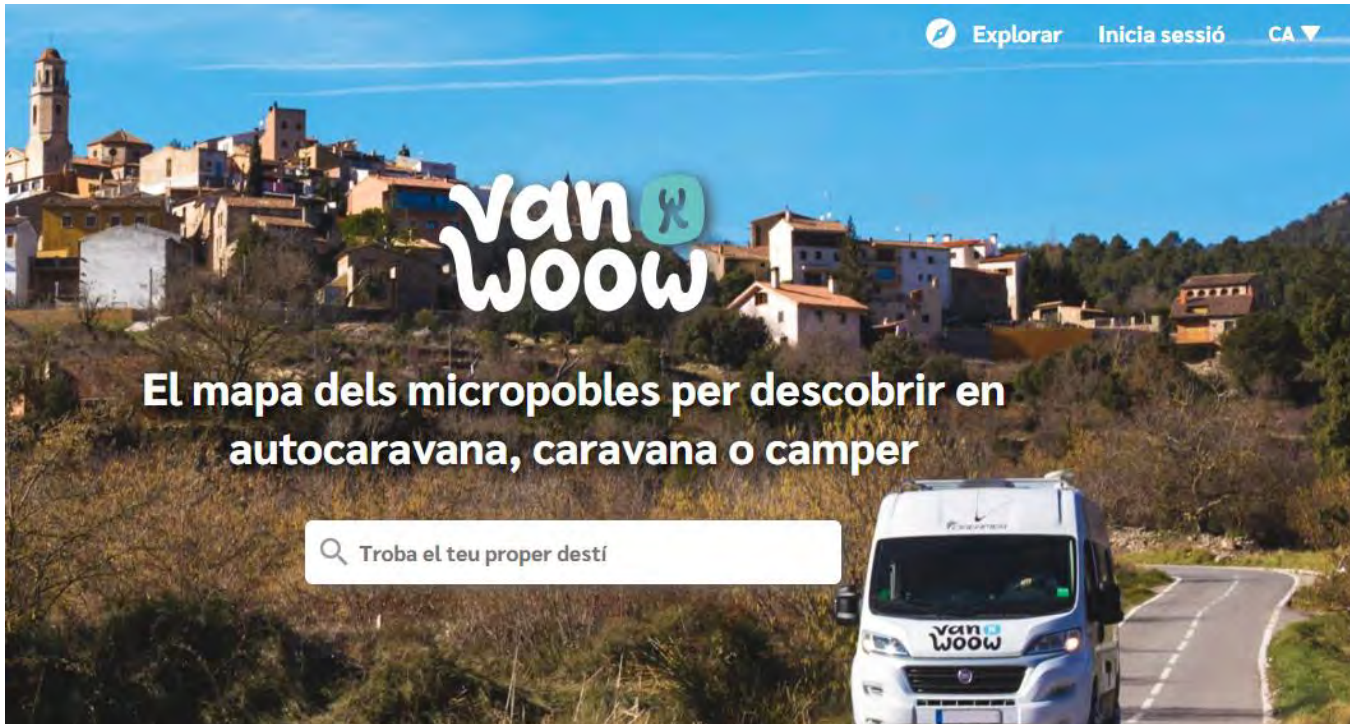 Explorar Inicia sessió CA
van
woow
El mapa dels micropobles per descobrir en
autocaravana, caravana o camper
Troba el teu proper destí
van
woow